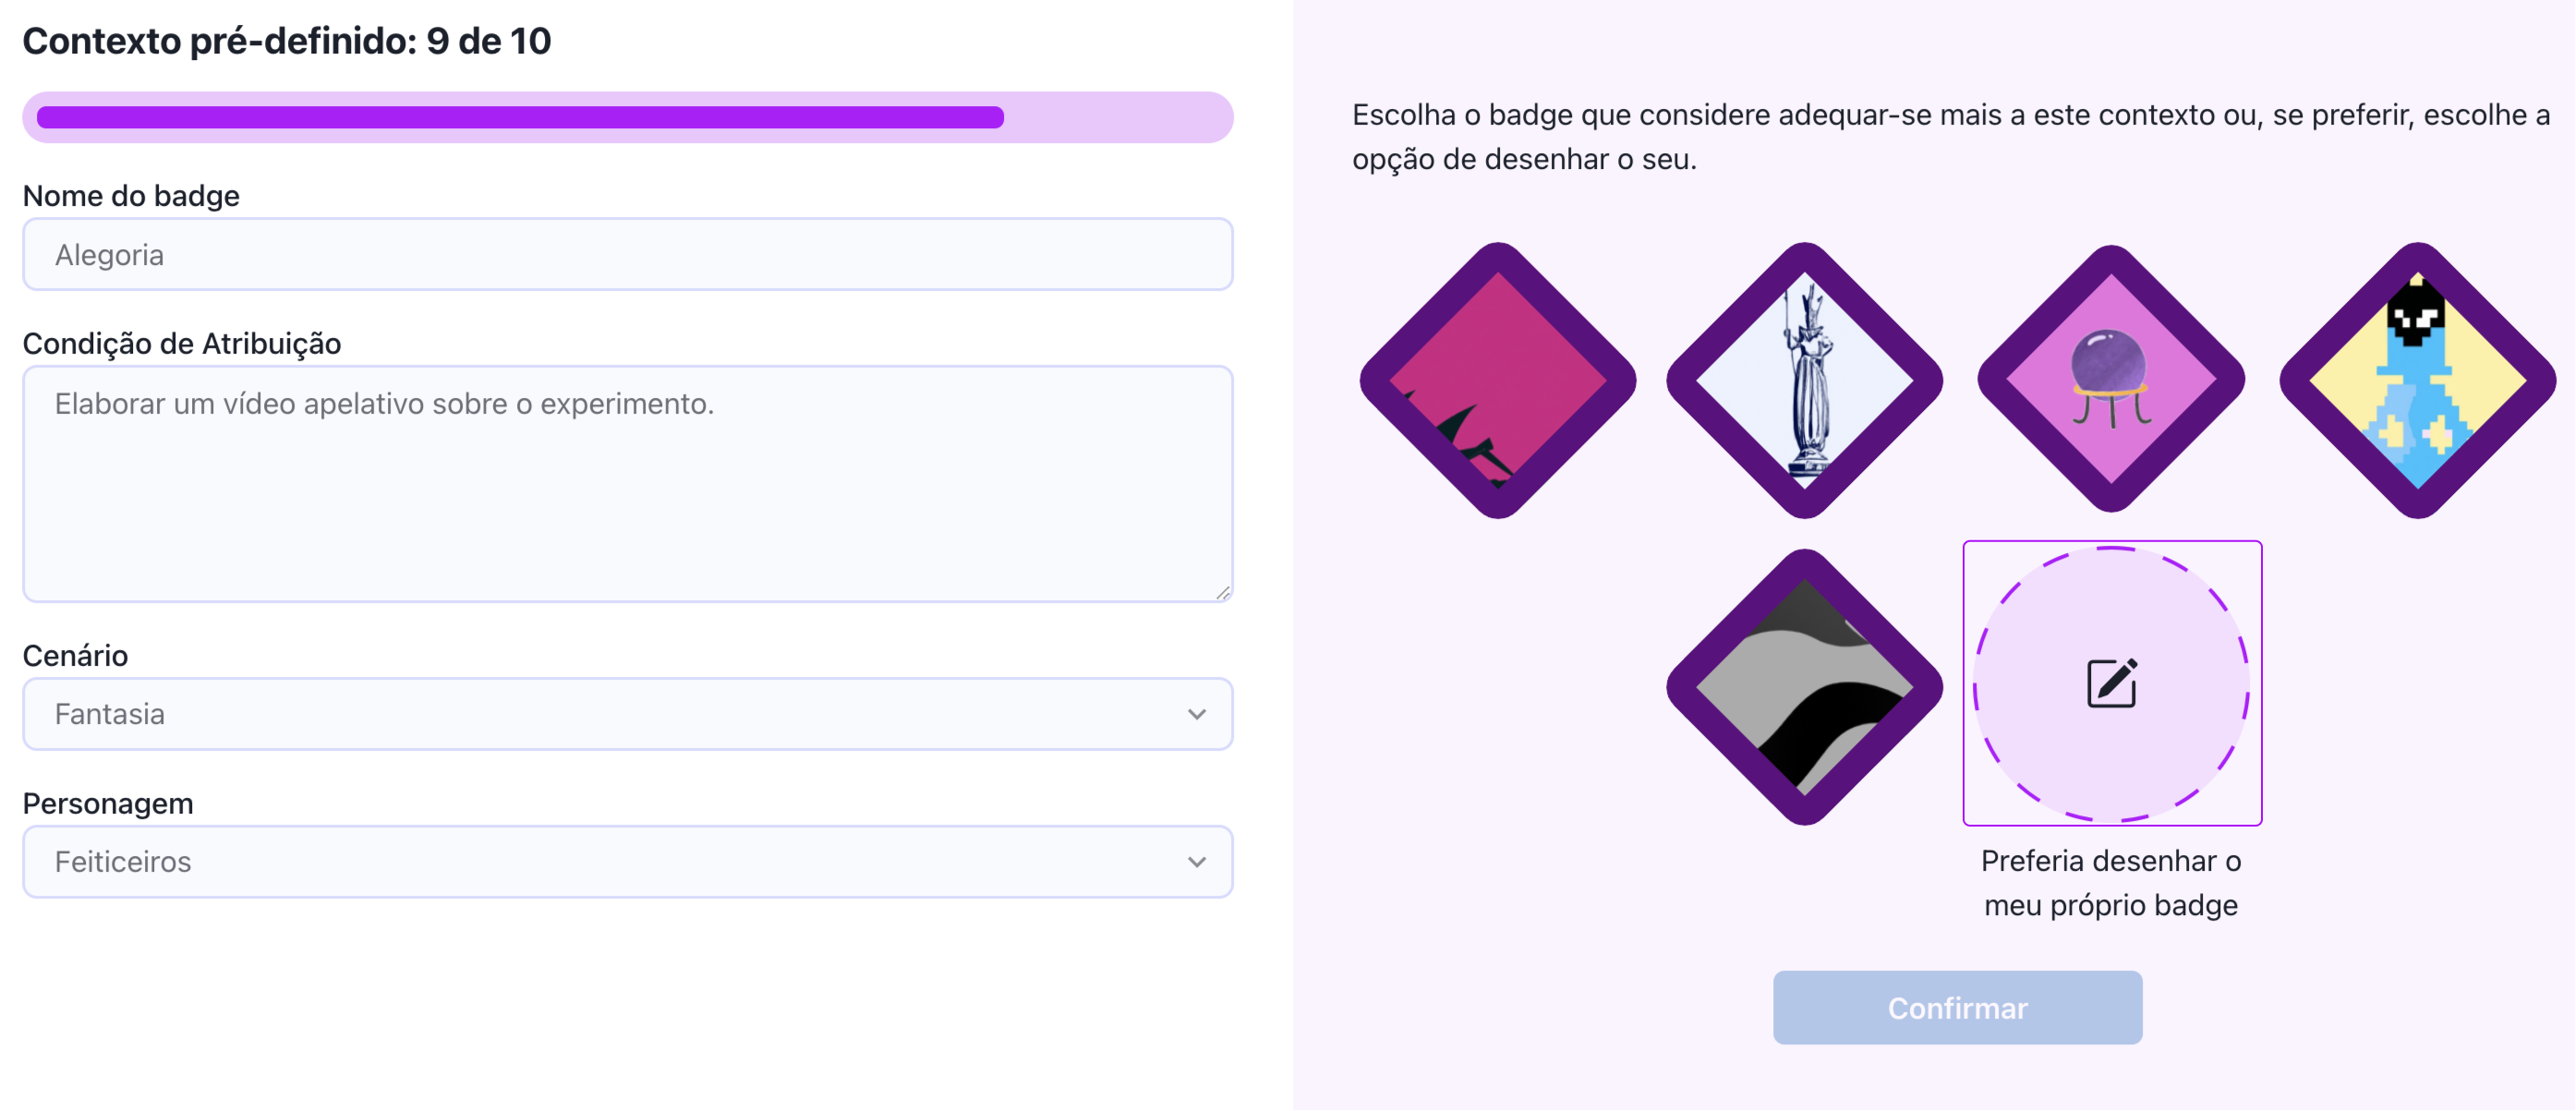 Contexto pré-definido: 9 de 10
Nome do badge
Alegoria
Condição de Atribuição
Elaborar um vídeo apelativo sobre o experimento.
Cenário
Fantasia
Personagem
Feiticeiros
Escolha o badge que considere adequar-se mais a este contexto ou, se preferir, escolhe a
opção de desenhar o seu.
Preferia desenhar o
meu próprio badge
Confirmar